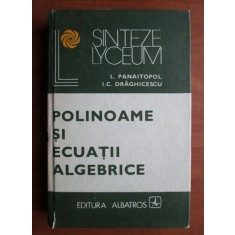 SINTEZE
LYCEUM
L. PANAITOPOL
I.C. DRĂGHICESCU
POLINOAME
ȘI
ECUAȚII
ALGEBRICE
EDITURA ALBATROS